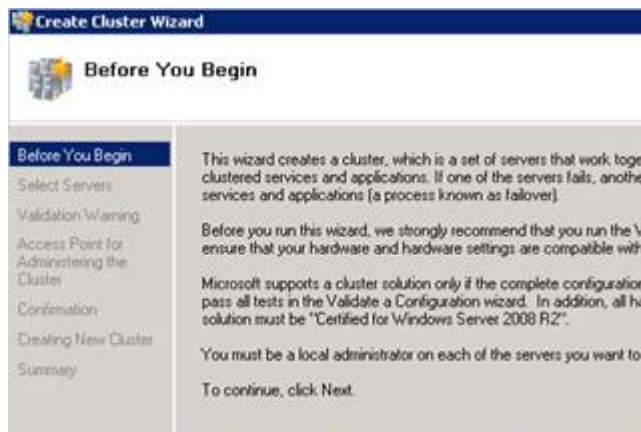 Create Cluster Wizard
Before You Begin
Before You Begin
Select Servers
Validation Warning
Access Point for
Administering the
Cluster
Confirmation
Creating New Cluster
Summary
This wizard creates a cluster, which is a set of servers that work toge
clustered services and applications. If one of the servers fails, anothe
services and applications (a process known as failover).
Before you run this wizard, we strongly recommend that you run the V
ensure that your hardware and hardware settings are compatible with
Microsoft supports a cluster solution only if the complete configuration
pass all tests in the Validate a Configuration wizard. In addition, all ha
solution must be "Certified for Windows Server 2008 R2".
You must be a local administrator on each of the servers you want to
To continue, click Next.